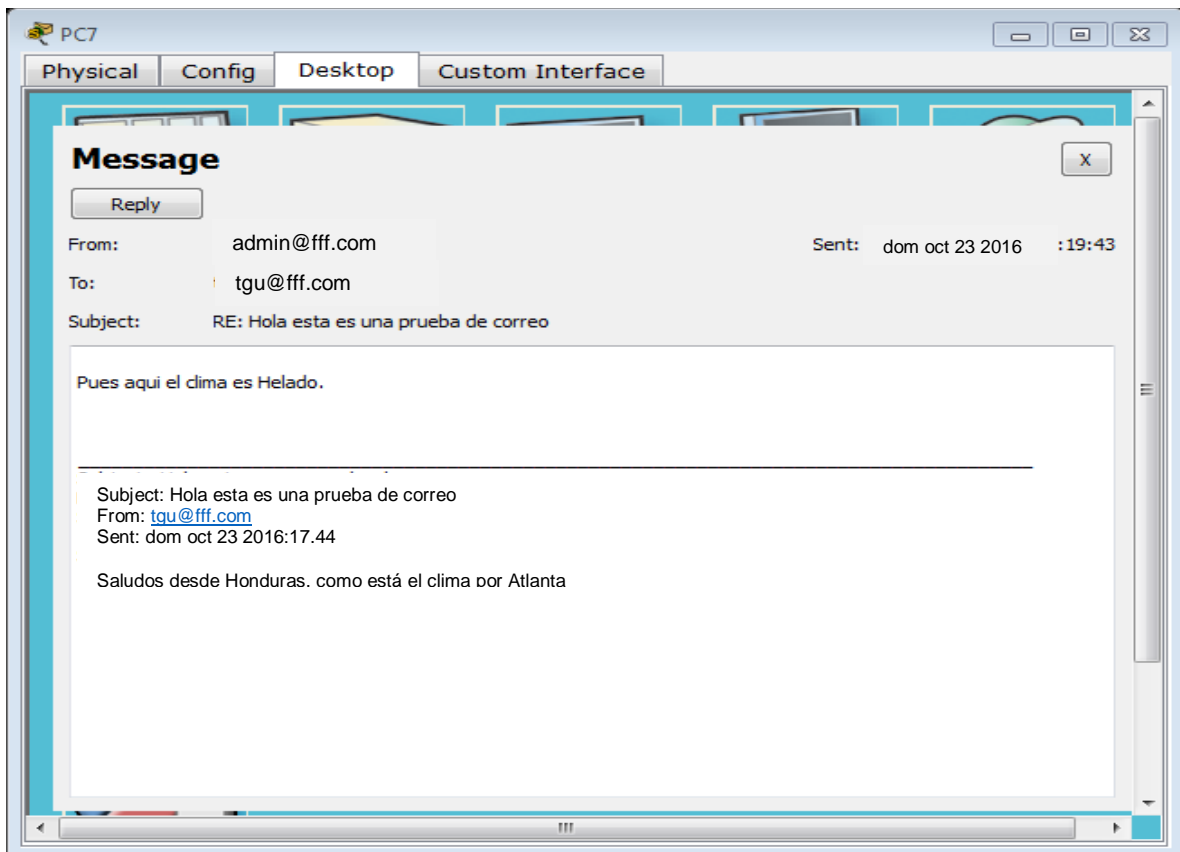 PC7
Physical Config Desktop Custom Interface
Message
X
Reply
From: admin@fff.com Sent: dom oct 23 2016 :19:43
To: tgu@fff.com
Subject: RE: Hola esta es una prueba de correo
Pues aqui el clima es Helado.
Subject: Hola esta es una prueba de correo
From: tgu@fff.com
Sent: dom oct 23 2016:17.44
Saludos desde Honduras. como está el clima por Atlanta